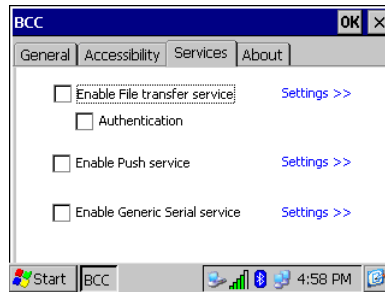 BCC OK ×
General Accessibility Services About
Enable File transfer service Settings >>
Authentication
Enable Push service Settings >>
Enable Generic Serial service Settings >>
Start BCC 4:58 PM